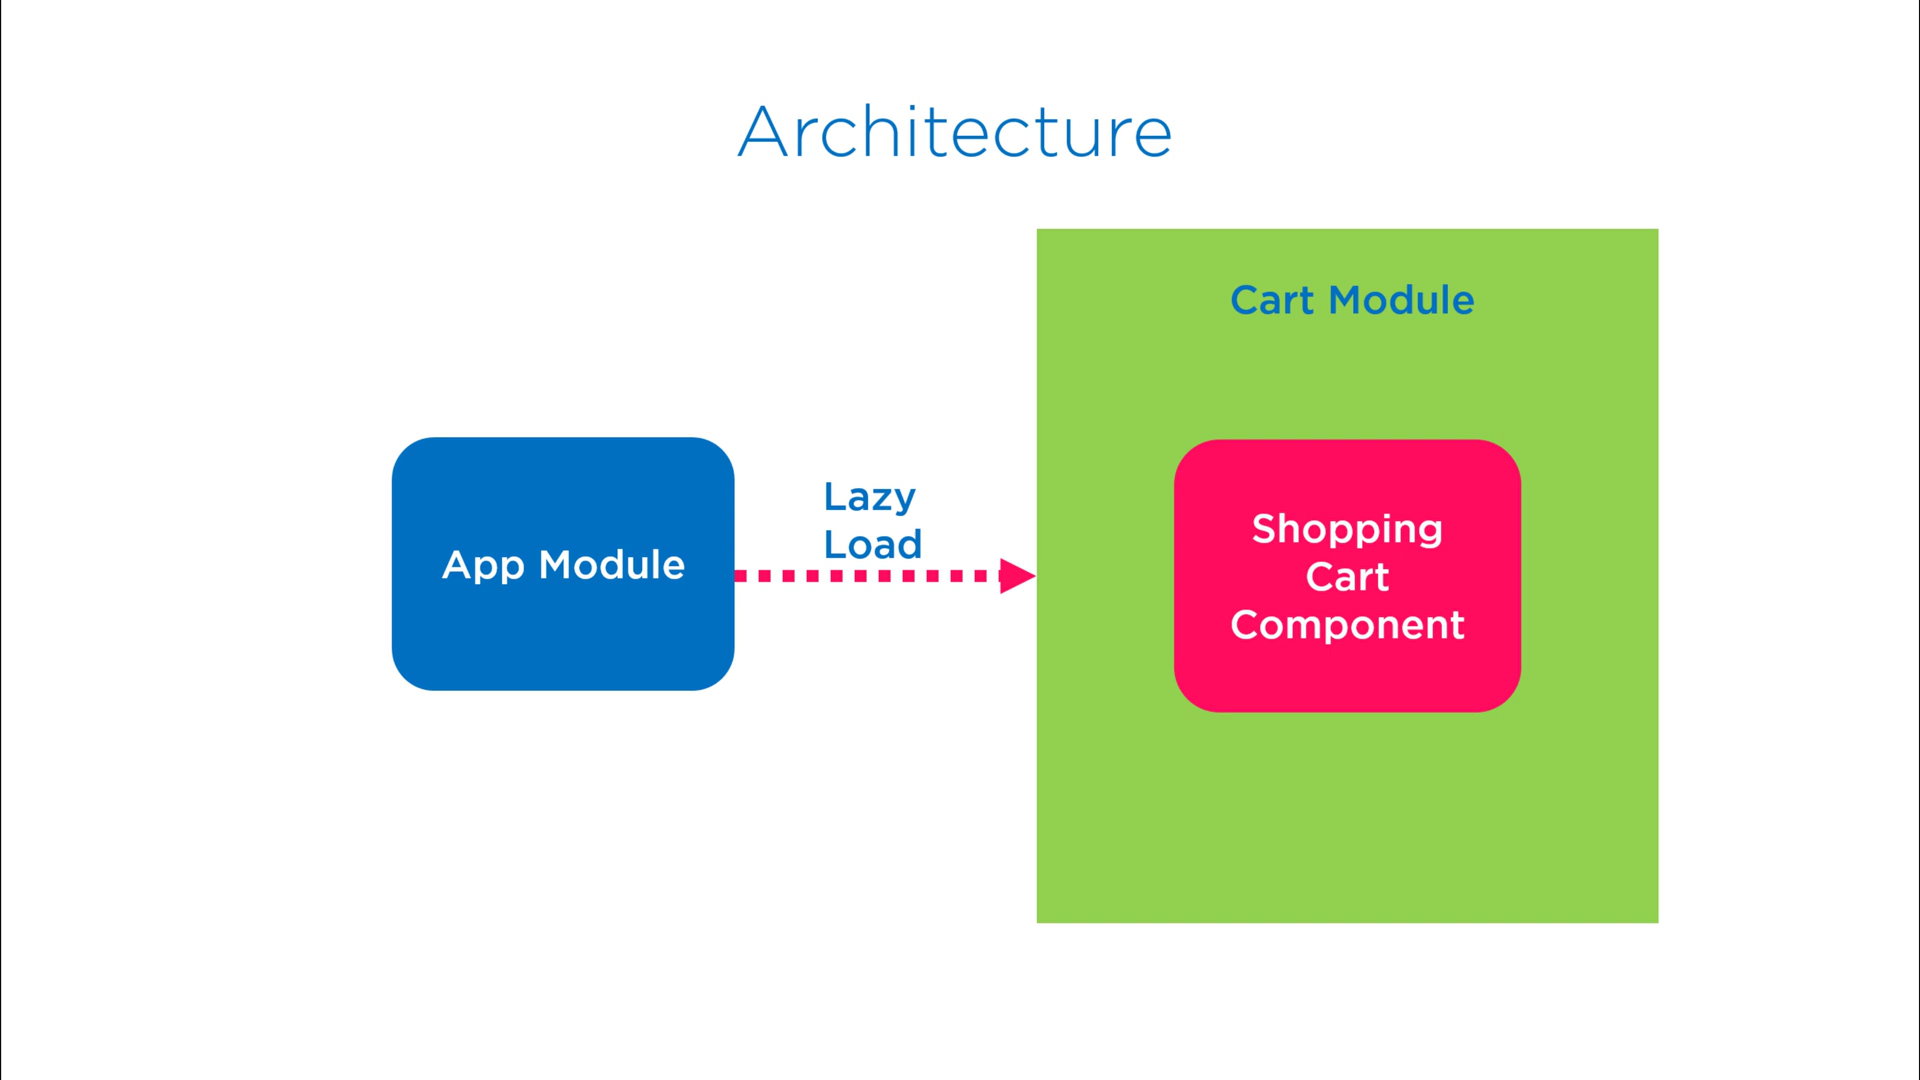 Architecture
Cart Module
App Module
Lazy
Load
Shopping
Cart
Component